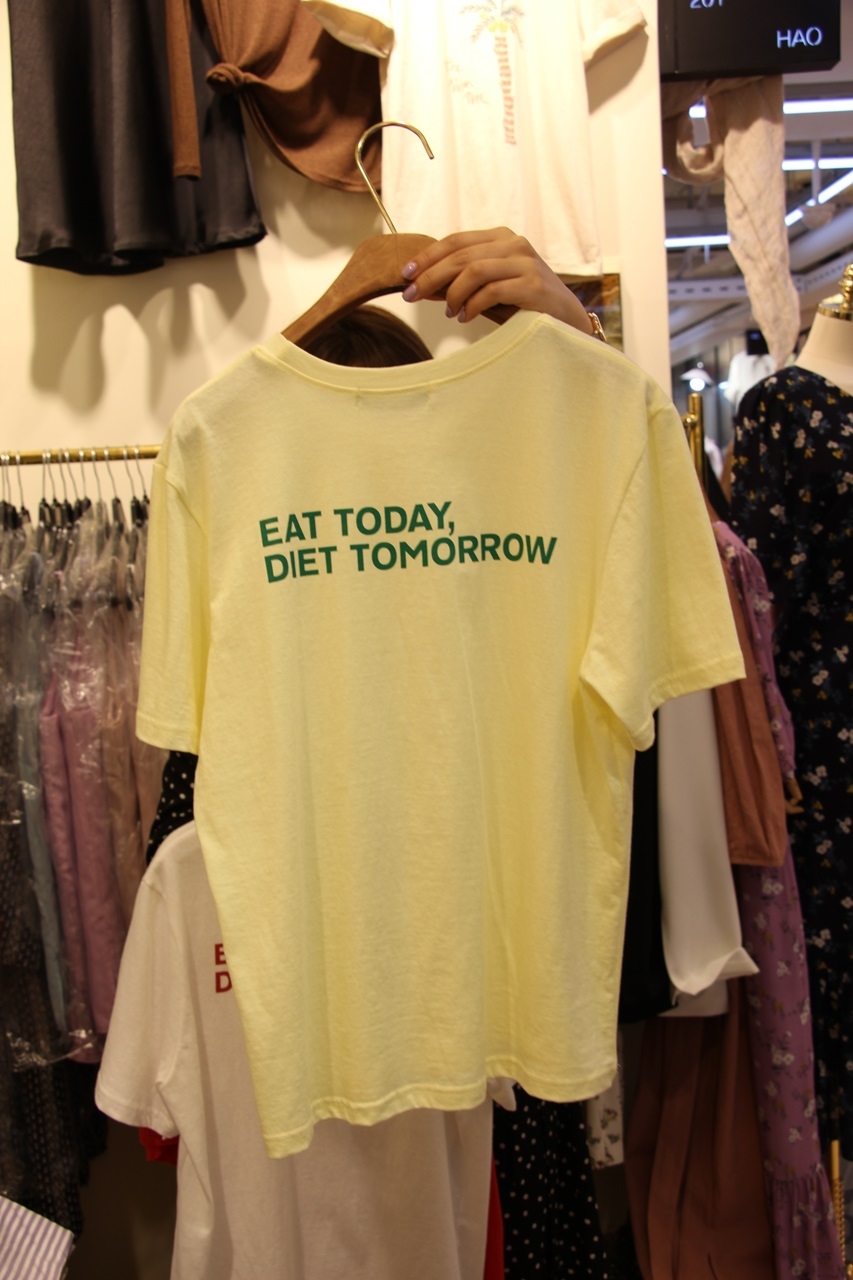 HAO
EAT TODAY,
DIET TOMORROW
E
D